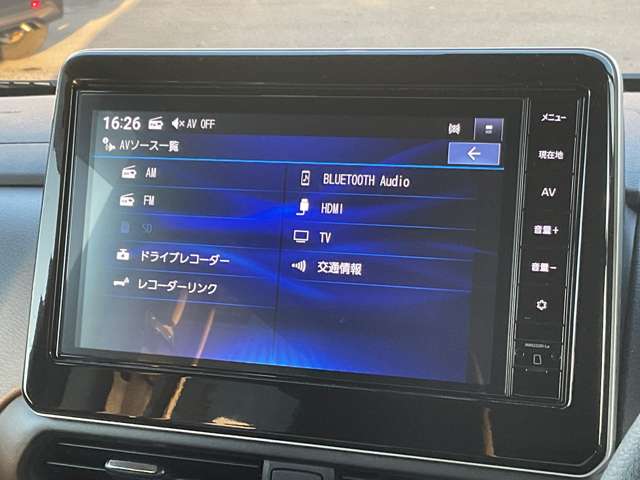 16:26 AV OFF
AVソース一覧
AM
FM
SD
ドライブレコーダー
レコーダーリンク
BLUETOOTH Audio
HDMI
TV
交通情報
メニュー
現在地
AV
音量+
音量-